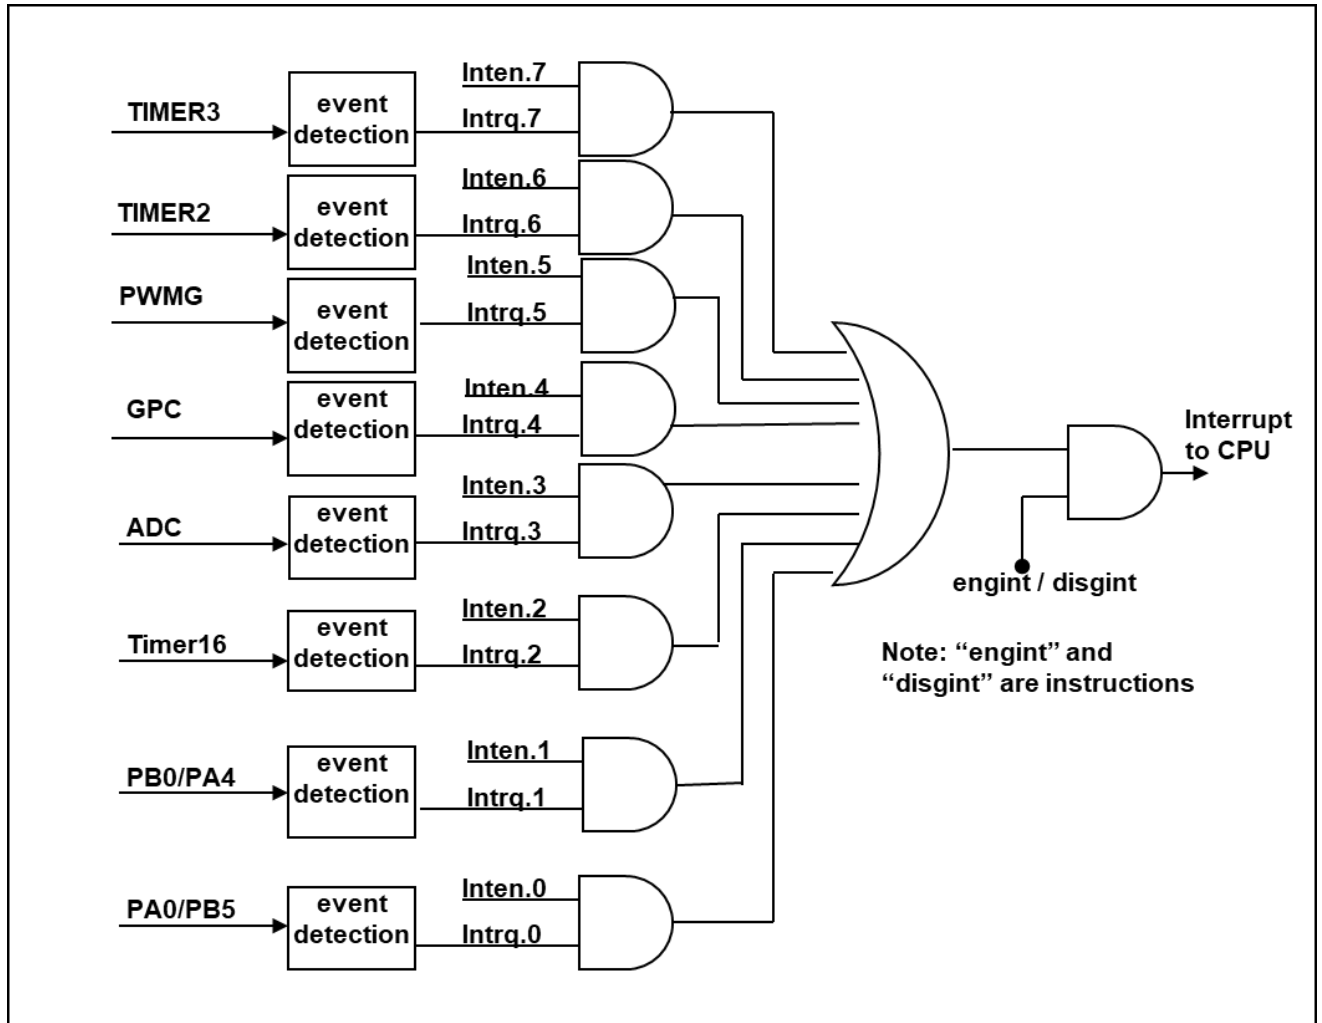 TIMER3
event
detection
Inten.7
Intrq.7
TIMER2
event
detection
Inten.6
Intrq.6
PWMG
event
detection
Inten.5
Intrq.5
GPC
event
detection
Inten.4
Intrq.4
ADC
event
detection
Inten.3
Intrq.3
Timer16
event
detection
Inten.2
Intrq.2
PB0/PA4
event
detection
Inten.1
Intrq.1
PA0/PB5
event
detection
Inten.0
Intrq.0
Interrupt
to CPU
engint / disgint
Note: “engint” and
“disgint” are instructions